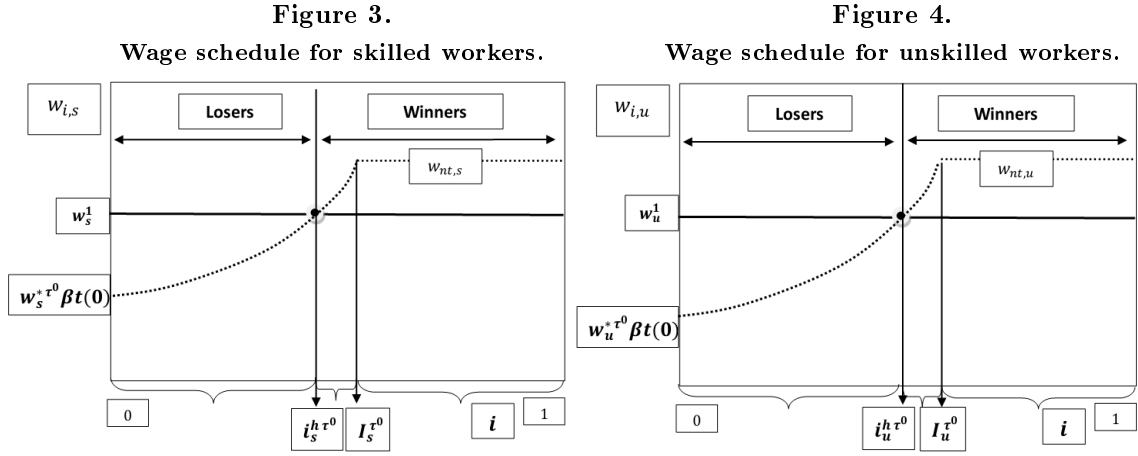 Figure 3.
Wage schedule for skilled workers.
w_{i,s}
Losers
Winners
w_{nt,s}
w_s^1
w_s^{*τ^0}βt(0)
0
i_s^{hτ^0}
I_s^{τ^0}
i
1
Figure 4.
Wage schedule for unskilled workers.
w_{i,u}
Losers
Winners
w_{nt,u}
w_u^1
w_u^{*τ^0}βt(0)
0
i_u^{hτ^0}
I_u^{τ^0}
i
1